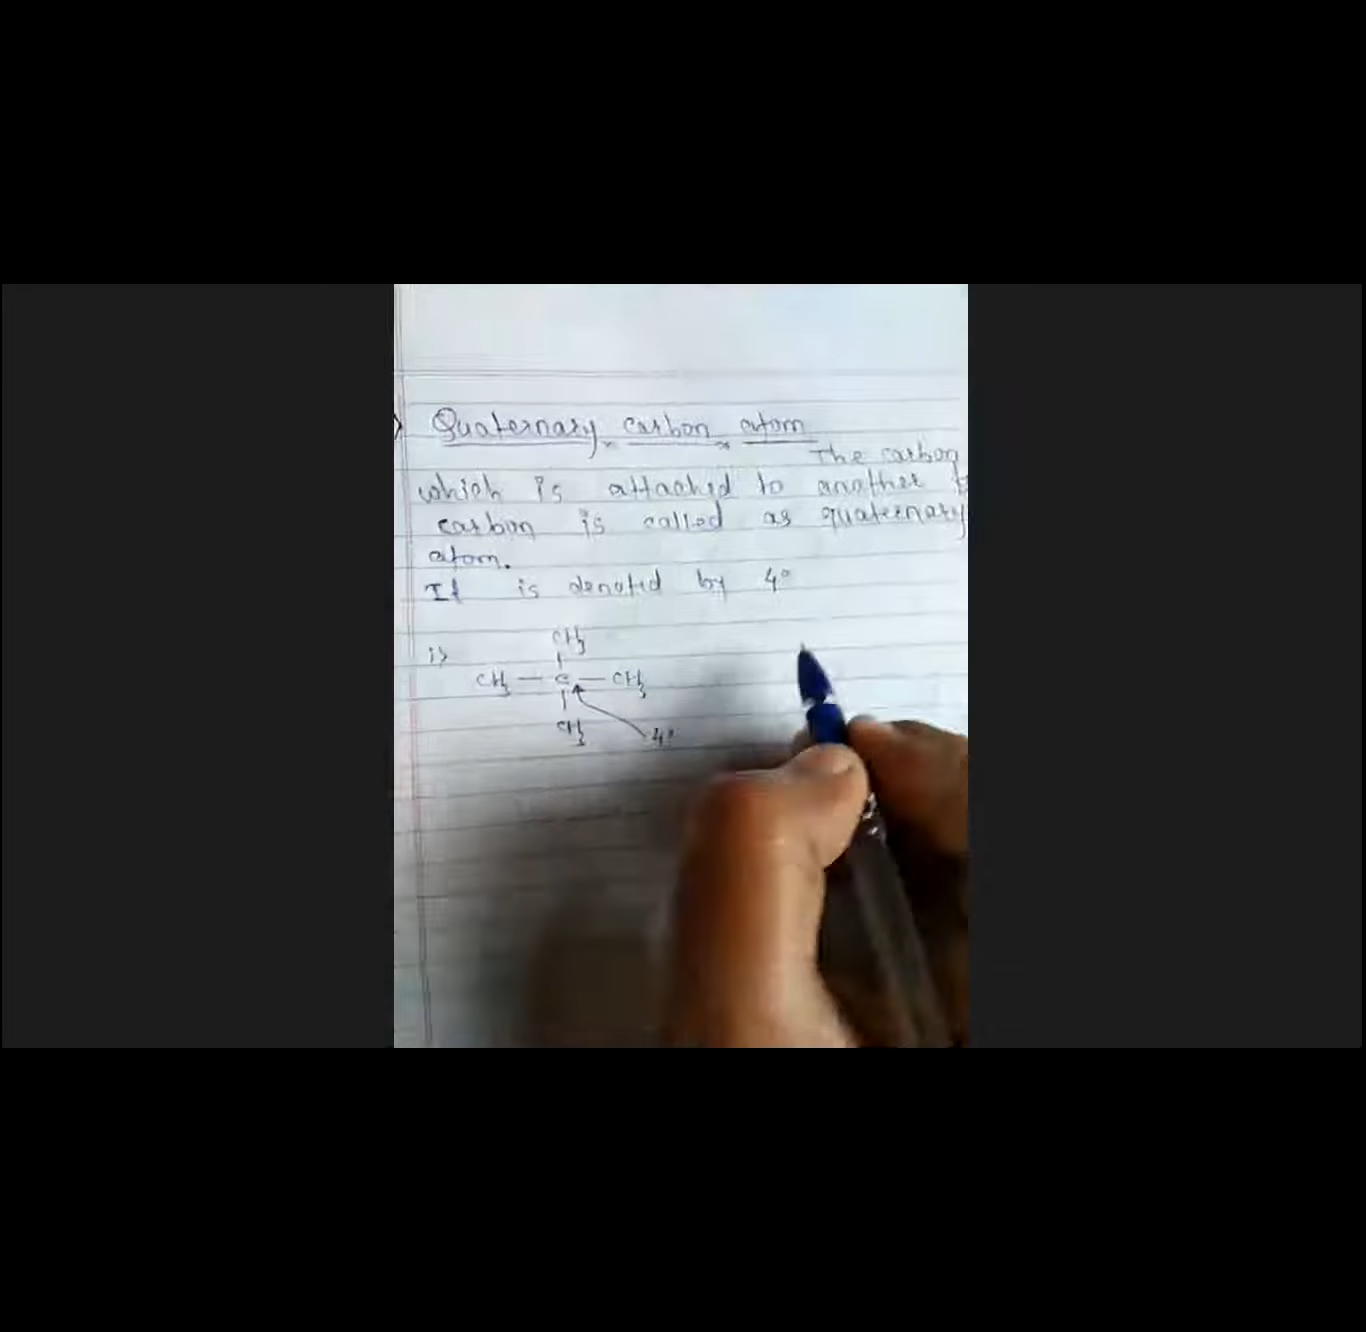 Quaternary carbon atom
The carbon
which is attached to another
carbon is called as quaternary
atom.
It is denoted by 4°
i>
CH3
CH3 — C — CH3
CH3
4°